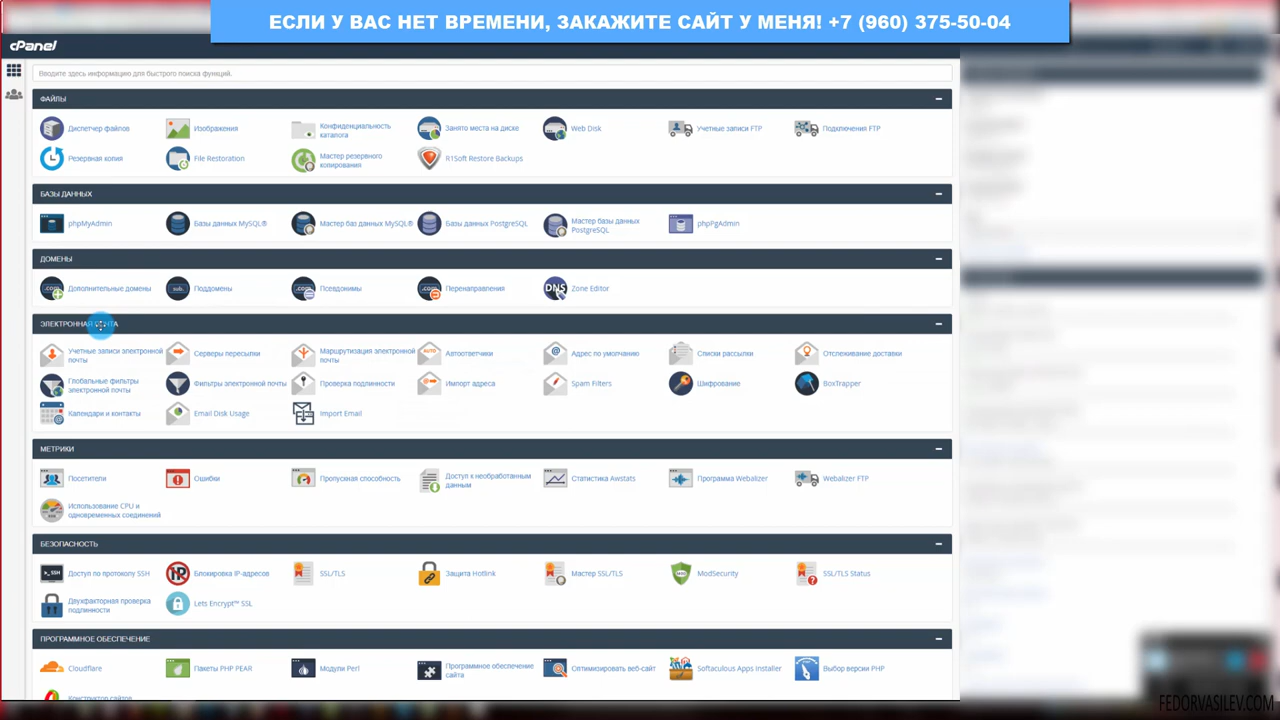 ЕСЛИ У ВАС НЕТ ВРЕМЕНИ, ЗАКАЖИТЕ САЙТ У МЕНЯ! +7 (960) 375-50-04
cPanel
Вводите здесь информацию для быстрого поиска функций.
ФАЙЛЫ
Диспетчер файлов
Изображения
Конфиденциальность
каталога
Занято места на диске
Web Disk
Учетные записи FTP
Подключения FTP
Резервная копия
File Restoration
Мастер резервного
копирования
R1Soft Restore Backups
БАЗЫ ДАННЫХ
phpMyAdmin
Базы данных MySQL®
Мастер баз данных MySQL®
Базы данных PostgreSQL
Мастер базы данных
PostgreSQL
phpPgAdmin
ДОМЕНЫ
Дополнительные домены
Поддомены
Псевдонимы
Перенаправления
Zone Editor
ЭЛЕКТРОННАЯ ПОЧТА
Учетные записи электронной
почты
Серверы пересылки
Маршрутизация электронной
почты
Автоответчики
Адрес по умолчанию
Списки рассылки
Отслеживание доставки
Глобальные фильтры
электронной почты
Фильтры электронной почты
Проверка подлинности
Импорт адреса
Spam Filters
Шифрование
BoxTrapper
Календари и контакты
Email Disk Usage
Import Email
МЕТРИКИ
Посетители
Ошибки
Пропускная способность
Доступ к необработанным
данным
Статистика Awstats
Программа Webalizer
Webalizer FTP
Использование CPU и
одновременных соединений
БЕЗОПАСНОСТЬ
Доступ по протоколу SSH
Блокировка IP-адресов
SSL/TLS
Защита Hotlink
Мастер SSL/TLS
ModSecurity
SSL/TLS Status
Двухфакторная проверка
подлинности
Lets Encrypt™ SSL
ПРОГРАММНОЕ ОБЕСПЕЧЕНИЕ
Cloudflare
Пакеты PHP PEAR
Модули Perl
Программное обеспечение
сайта
Оптимизировать веб-сайт
Softaculous Apps Installer
Выбор версии PHP
Конструктор сайтов
FEDORVASILEV.COM